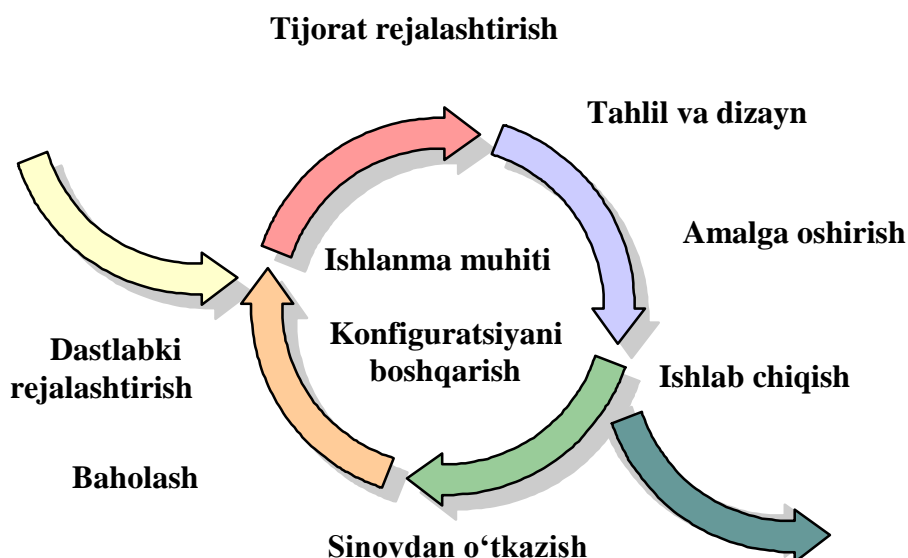 Tijorat rejalashtirish
Tahlil va dizayn
Amalga oshirish
Ishlanma muhiti
Konfiguratsiyani
boshqarish
Dastlabki
rejalashtirish
Ishlab chiqish
Baholash
Sinovdan o‘tkazish